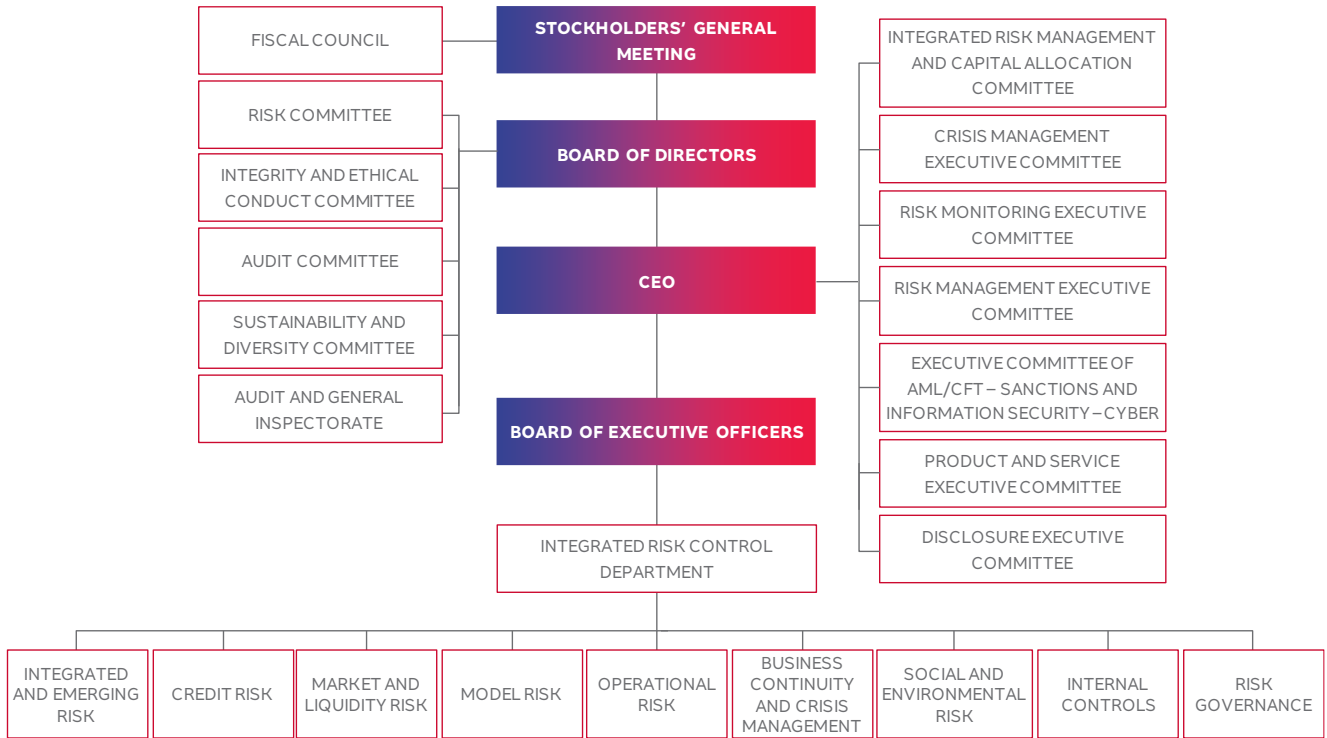 FISCAL COUNCIL
RISK COMMITTEE
INTEGRITY AND ETHICAL
CONDUCT COMMITTEE
AUDIT COMMITTEE
SUSTAINABILITY AND
DIVERSITY COMMITTEE
AUDIT AND GENERAL
INSPECTORATE
STOCKHOLDERS' GENERAL
MEETING
BOARD OF DIRECTORS
CEO
BOARD OF EXECUTIVE OFFICERS
INTEGRATED RISK CONTROL
DEPARTMENT
INTEGRATED RISK MANAGEMENT
AND CAPITAL ALLOCATION
COMMITTEE
CRISIS MANAGEMENT
EXECUTIVE COMMITTEE
RISK MONITORING EXECUTIVE
COMMITTEE
RISK MANAGEMENT EXECUTIVE
COMMITTEE
EXECUTIVE COMMITTEE OF
AML/CFT – SANCTIONS AND
INFORMATION SECURITY – CYBER
PRODUCT AND SERVICE
EXECUTIVE COMMITTEE
DISCLOSURE EXECUTIVE
COMMITTEE
INTEGRATED
AND EMERGING
RISK
CREDIT RISK
MARKET AND
LIQUIDITY RISK
MODEL RISK
OPERATIONAL
RISK
BUSINESS
CONTINUITY
AND CRISIS
MANAGEMENT
SOCIAL AND
ENVIRONMENTAL
RISK
INTERNAL
CONTROLS
RISK
GOVERNANCE